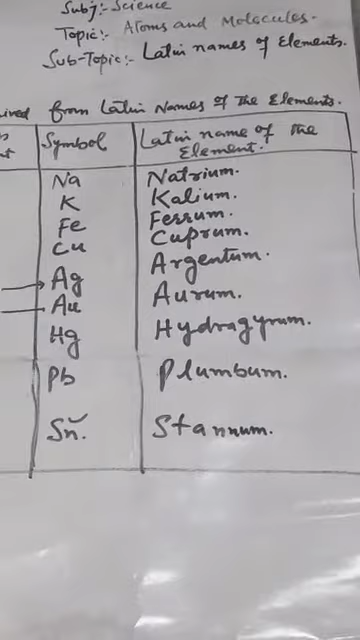 Subj:- Science
Topic:- Atoms and Molecules.
Sub-Topic:- Latin names of Elements.
from Latin Names of the Elements.
Symbol Latin name of the Element.
Na Natrium.
K Kalium.
Fe Ferrum.
Cu Cuprum.
Ag Argentum.
Au Aurum.
Hg Hydragyrum.
Pb Plumbum.
Sn. Stannum.